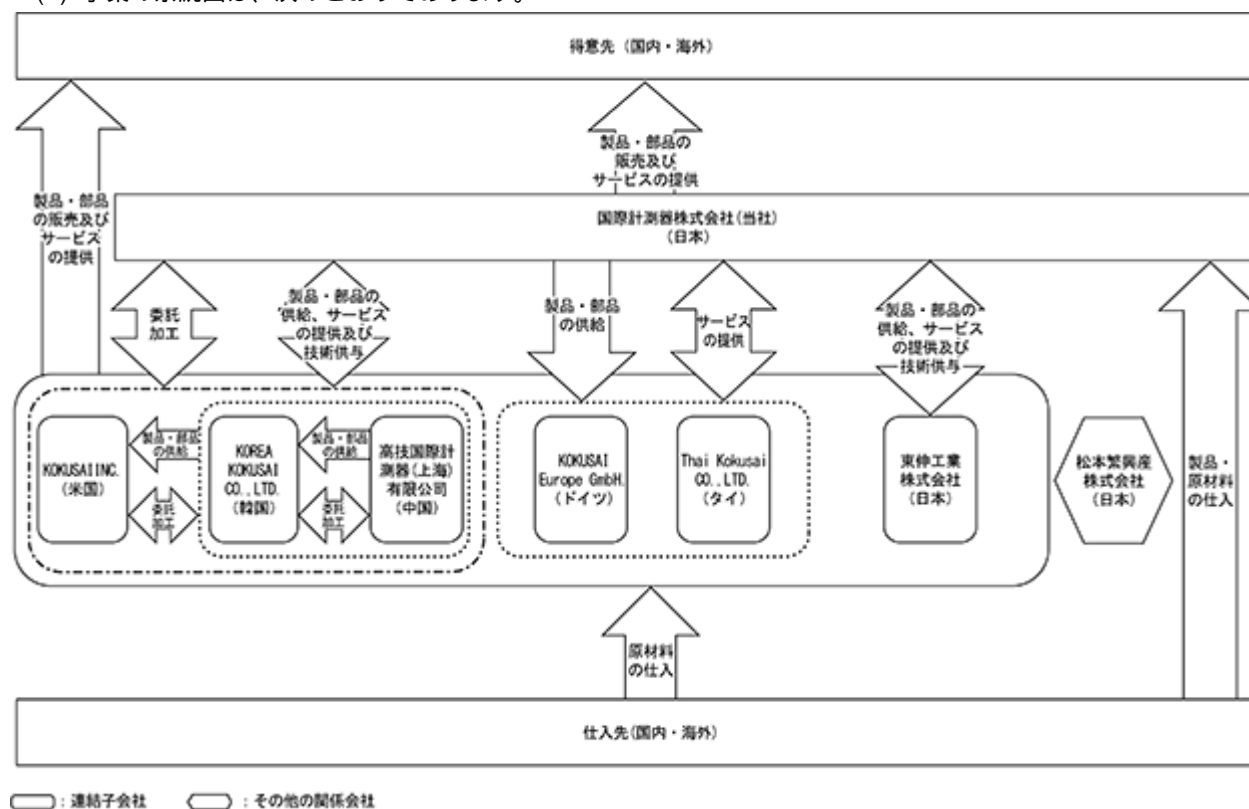 得意先(国内・海外)
製品・部品の
販売及び
サービスの提供
製品・部品
の販売及び
サービス
の提供
国際計測器株式会社(当社)
(日本)
委託
加工
製品・部品の
供給、サービス
の提供及び
技術供与
製品・部品
の供給
サービス
の提供
製品・部品の
供給、サービス
の提供及び
技術供与
KOKUSAI INC.
(米国)
製品・部品
の供給
委託
加工
KOREA
KOKUSAI
CO., LTD.
(韓国)
製品・部品
の供給
委託
加工
高技国際計
測器(上海)
有限公司
(中国)
KOKUSAI
Europe GmbH.
(ドイツ)
Thai Kokusai
CO., LTD.
(タイ)
東伸工業
株式会社
(日本)
松本繁興産
株式会社
(日本)
製品・
原材料
の仕入
原材料
の仕入
仕入先(国内・海外)
:連結子会社
:その他の関係会社